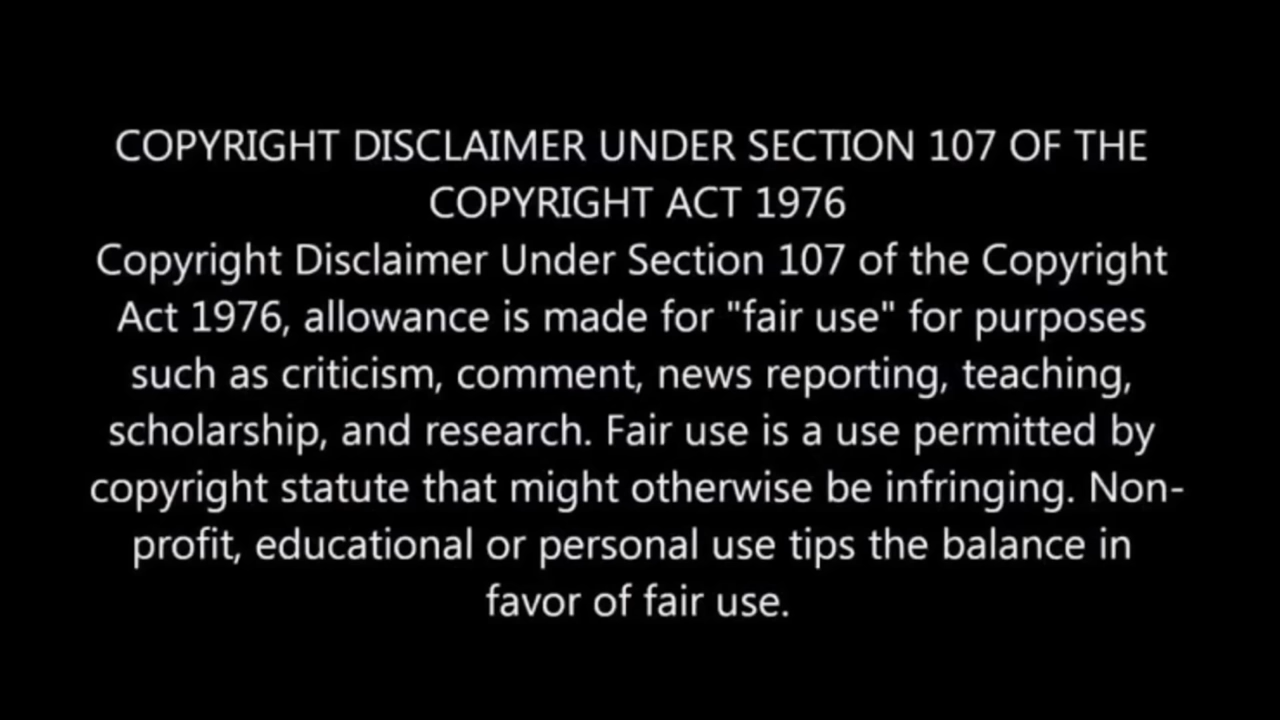 COPYRIGHT DISCLAIMER UNDER SECTION 107 OF THE
COPYRIGHT ACT 1976
Copyright Disclaimer Under Section 107 of the Copyright
Act 1976, allowance is made for "fair use" for purposes
such as criticism, comment, news reporting, teaching,
scholarship, and research. Fair use is a use permitted by
copyright statute that might otherwise be infringing. Non-
profit, educational or personal use tips the balance in
favor of fair use.